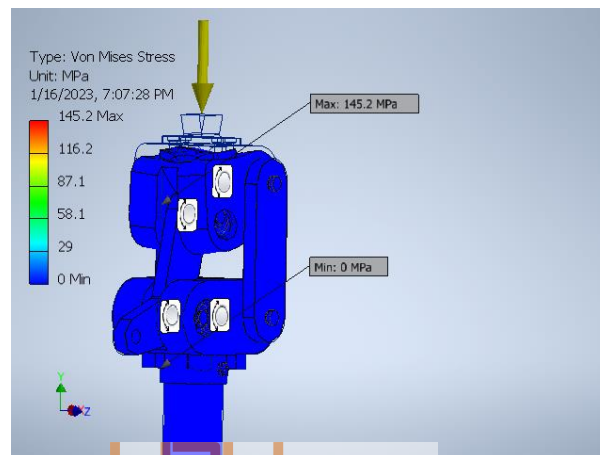 Type: Von Mises Stress
Unit: MPa
1/16/2023, 7:07:28 PM
145.2 Max
116.2
87.1
58.1
29
0 Min
Max: 145.2 MPa
Min: 0 MPa
Y
Z